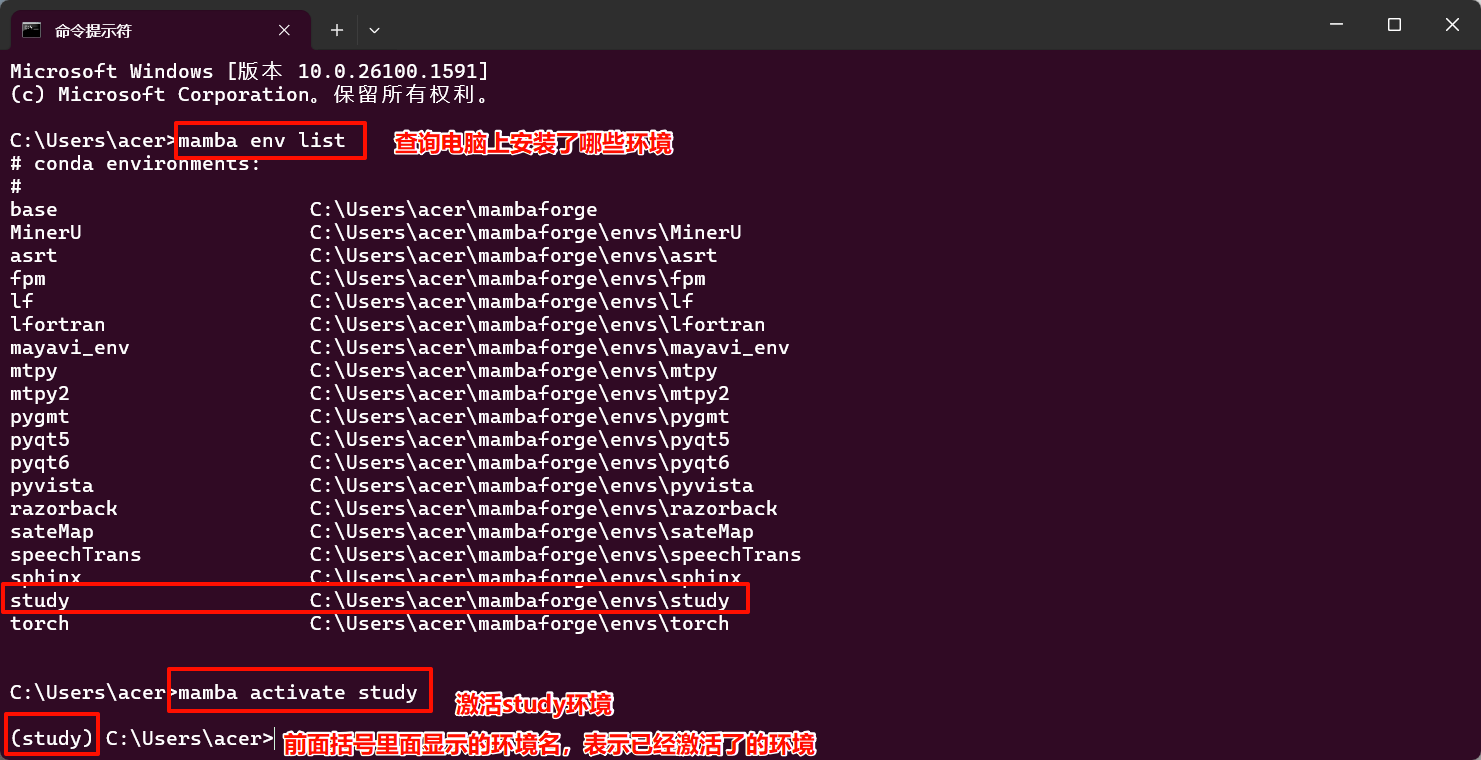 命令提示符
Microsoft Windows [版本 10.0.26100.1591]
(c) Microsoft Corporation。保留所有权利。
C:\Users\acer>mamba env list 查询电脑上安装了哪些环境
# conda environments:
#
base C:\Users\acer\mambaforge
MinerU C:\Users\acer\mambaforge\envs\MinerU
asrt C:\Users\acer\mambaforge\envs\asrt
fpm C:\Users\acer\mambaforge\envs\fpm
lf C:\Users\acer\mambaforge\envs\lf
lfortran C:\Users\acer\mambaforge\envs\lfortran
mayavi_env C:\Users\acer\mambaforge\envs\mayavi_env
mtpy C:\Users\acer\mambaforge\envs\mtpy
mtpy2 C:\Users\acer\mambaforge\envs\mtpy2
pygmt C:\Users\acer\mambaforge\envs\pygmt
pyqt5 C:\Users\acer\mambaforge\envs\pyqt5
pyqt6 C:\Users\acer\mambaforge\envs\pyqt6
pyvista C:\Users\acer\mambaforge\envs\pyvista
razorback C:\Users\acer\mambaforge\envs\razorback
sateMap C:\Users\acer\mambaforge\envs\sateMap
speechTrans C:\Users\acer\mambaforge\envs\speechTrans
sphinx C:\Users\acer\mambaforge\envs\sphinx
study C:\Users\acer\mambaforge\envs\study
torch C:\Users\acer\mambaforge\envs\torch
C:\Users\acer>mamba activate study 激活study环境
(study) C:\Users\acer> 前面括号里面显示的环境名，表示已经激活了的环境